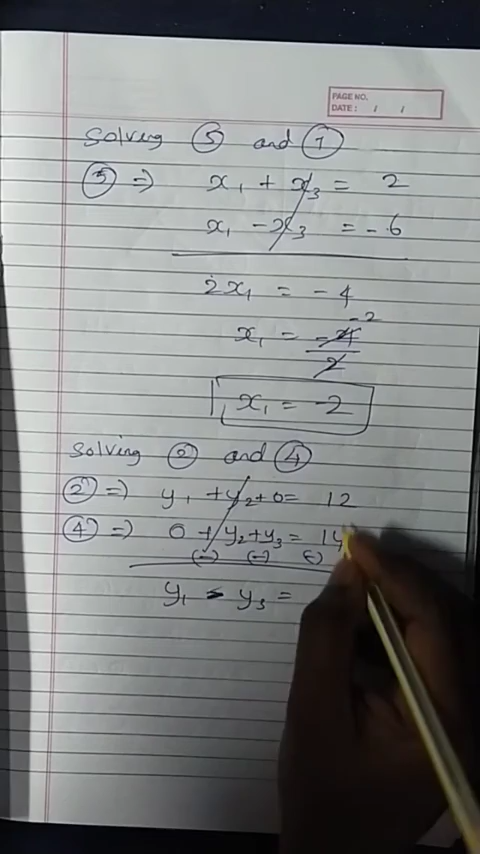 PAGE NO.
DATE : / /
Solving ⑤ and ①
⑤ ⇒ x₁ + x₃ = 2
x₁ - x₃ = - 6
2x₁ = - 4
x₁ = -4/2 -2
x₁ = -2
Solving ② and ④
② ⇒ y₁ + y₂ + 0 = 12
④ ⇒ 0 + y₂ + y₃ = 14
(-) (-) (-)
y₁ - y₃ =